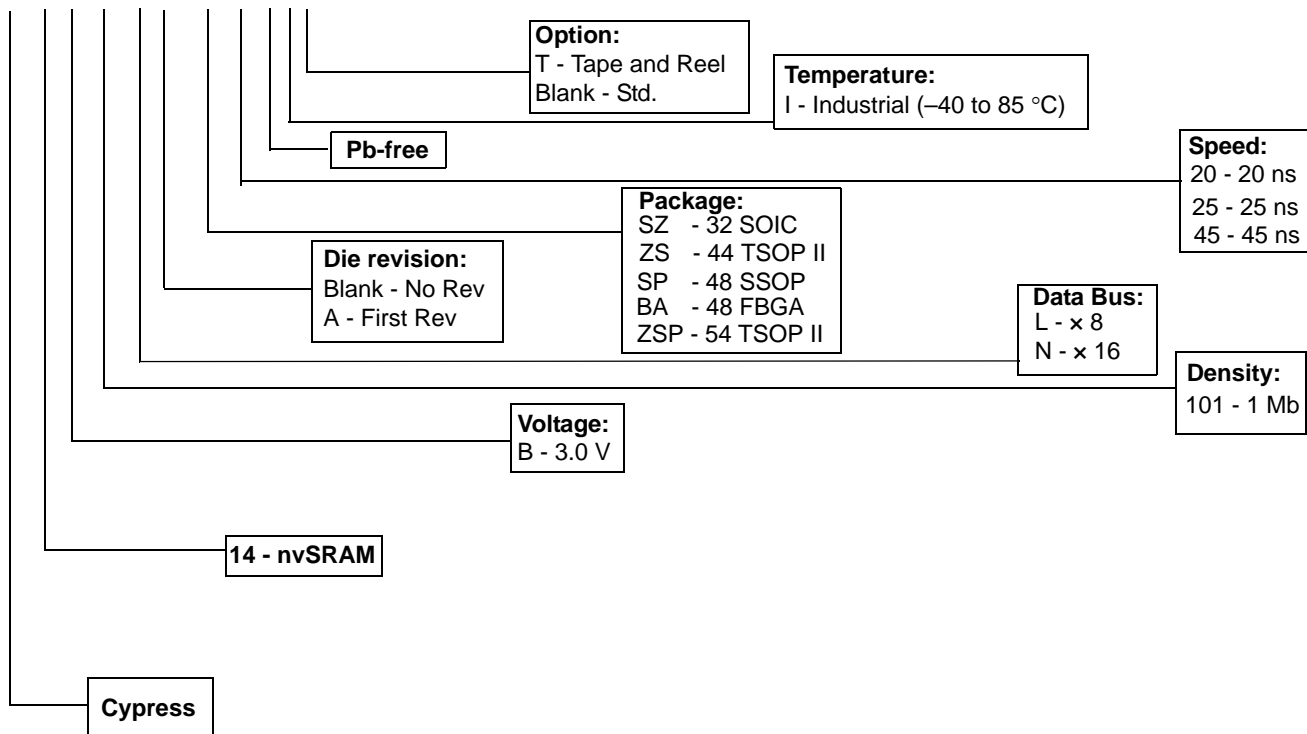 Option:
T - Tape and Reel
Blank - Std.
Temperature:
I - Industrial (–40 to 85 °C)
Pb-free
Speed:
20 - 20 ns
25 - 25 ns
45 - 45 ns
Package:
SZ - 32 SOIC
ZS - 44 TSOP II
SP - 48 SSOP
BA - 48 FBGA
ZSP - 54 TSOP II
Die revision:
Blank - No Rev
A - First Rev
Data Bus:
L - × 8
N - × 16
Density:
101 - 1 Mb
Voltage:
B - 3.0 V
14 - nvSRAM
Cypress